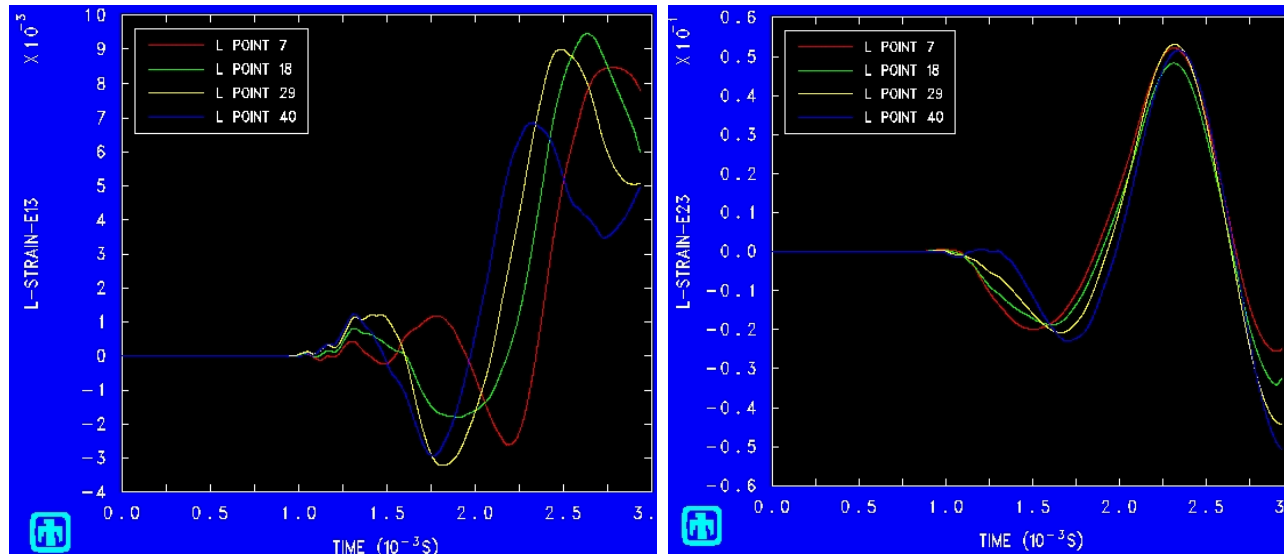 X10⁻³
L-STRAIN-E13
10
9
8
7
6
5
4
3
2
1
0
-1
-2
-3
-4
L POINT 7
L POINT 18
L POINT 29
L POINT 40
0.0 0.5 1.0 1.5 2.0 2.5 3.
TIME (10⁻³S)
X10⁻¹
L-STRAIN-E23
0.6
0.5
0.4
0.3
0.2
0.1
0.0
-0.1
-0.2
-0.3
-0.4
-0.5
-0.6
L POINT 7
L POINT 18
L POINT 29
L POINT 40
0.0 0.5 1.0 1.5 2.0 2.5 3.
TIME (10⁻³S)